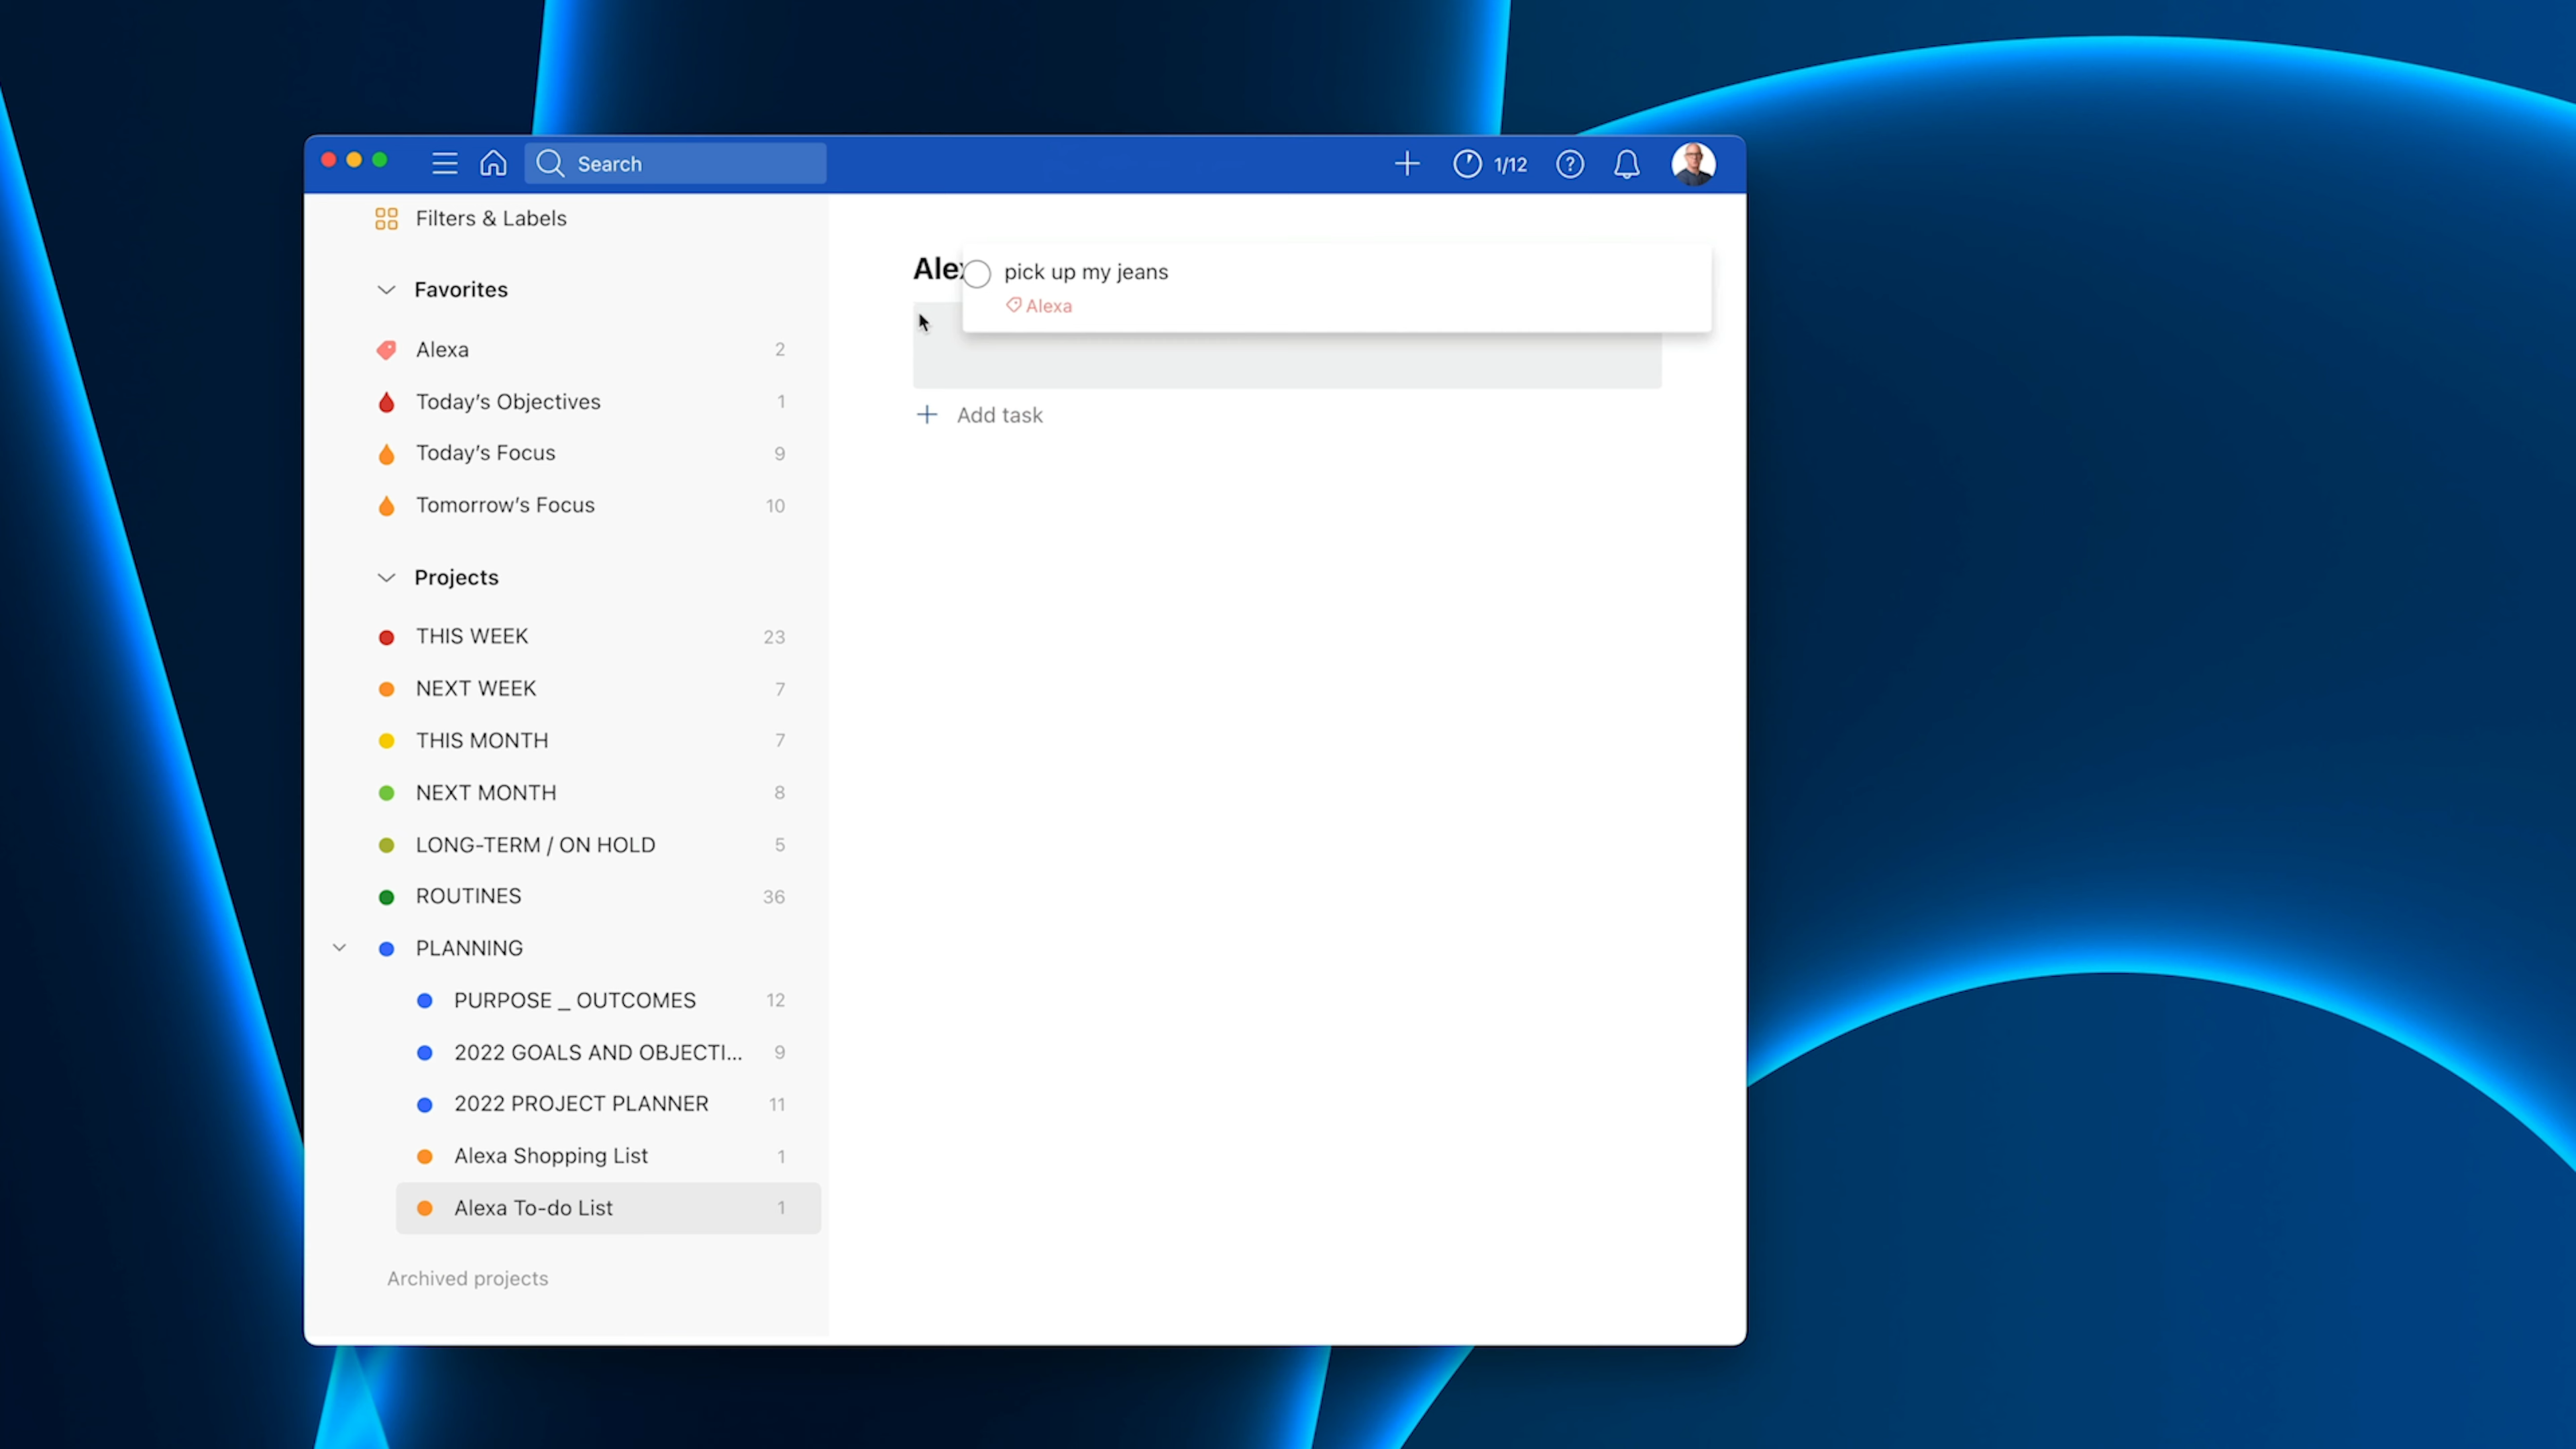 Search
1/12
Filters & Labels
Favorites
Alexa 2
Today's Objectives 1
Today's Focus 9
Tomorrow's Focus 10
Projects
THIS WEEK 23
NEXT WEEK 7
THIS MONTH 7
NEXT MONTH 8
LONG-TERM / ON HOLD 5
ROUTINES 36
PLANNING
PURPOSE _ OUTCOMES 12
2022 GOALS AND OBJECTI... 9
2022 PROJECT PLANNER 11
Alexa Shopping List 1
Alexa To-do List 1
Archived projects
Ale
pick up my jeans
Alexa
Add task